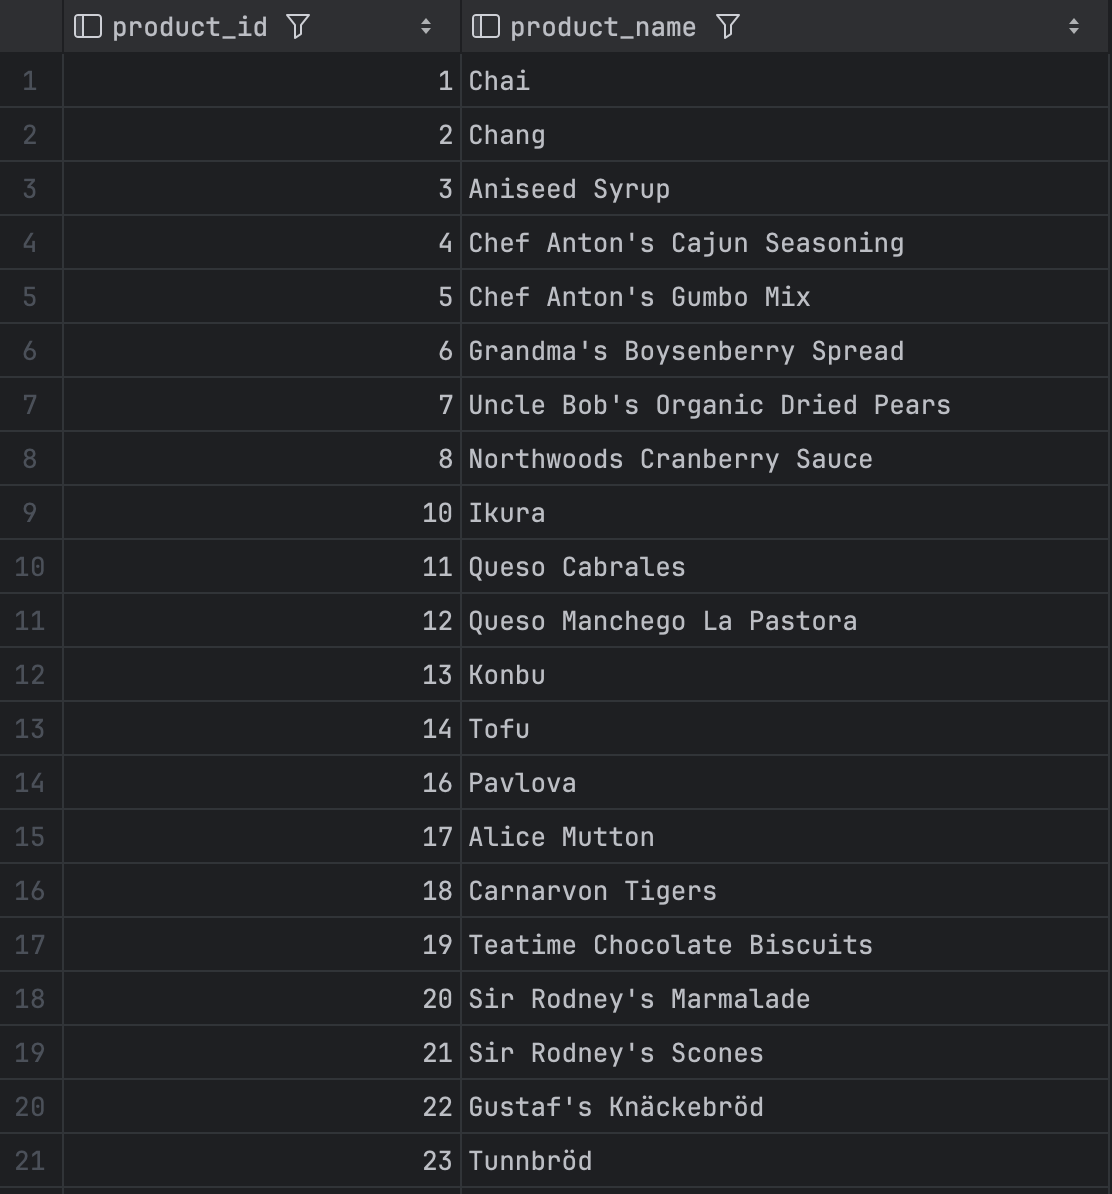 product_id product_name
1 1 Chai
2 2 Chang
3 3 Aniseed Syrup
4 4 Chef Anton's Cajun Seasoning
5 5 Chef Anton's Gumbo Mix
6 6 Grandma's Boysenberry Spread
7 7 Uncle Bob's Organic Dried Pears
8 8 Northwoods Cranberry Sauce
9 10 Ikura
10 11 Queso Cabrales
11 12 Queso Manchego La Pastora
12 13 Konbu
13 14 Tofu
14 16 Pavlova
15 17 Alice Mutton
16 18 Carnarvon Tigers
17 19 Teatime Chocolate Biscuits
18 20 Sir Rodney's Marmalade
19 21 Sir Rodney's Scones
20 22 Gustaf's Knäckebröd
21 23 Tunnbröd